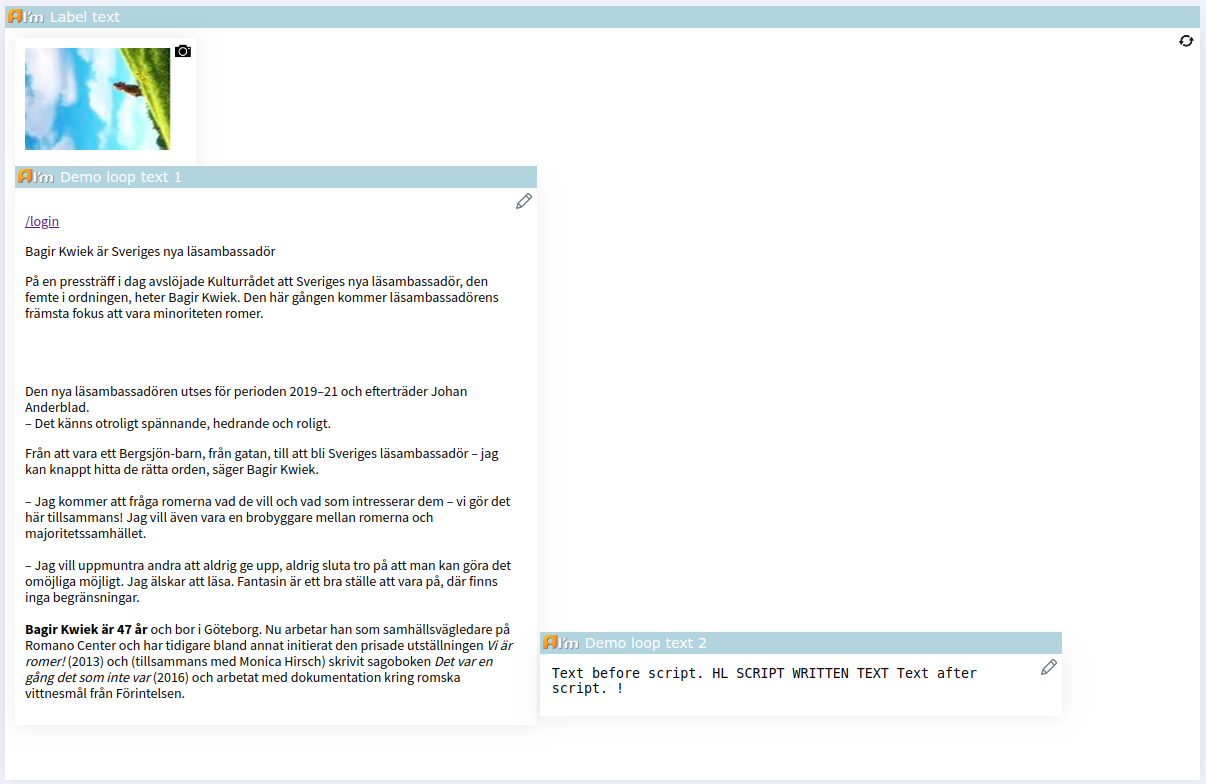 AI'm Label text
AI'm Demo loop text 1
/login
Bagir Kwiek är Sveriges nya läsambassadör
På en pressträff i dag avslöjade Kulturrådet att Sveriges nya läsambassadör, den
femte i ordningen, heter Bagir Kwiek. Den här gången kommer läsambassadörens
främsta fokus att vara minoriteten romer.
Den nya läsambassadören utses för perioden 2019–21 och efterträder Johan
Anderblad.
– Det känns otroligt spännande, hedrande och roligt.
Från att vara ett Bergsjön-barn, från gatan, till att bli Sveriges läsambassadör – jag
kan knappt hitta de rätta orden, säger Bagir Kwiek.
– Jag kommer att fråga romerna vad de vill och vad som intresserar dem – vi gör det
här tillsammans! Jag vill även vara en brobyggare mellan romerna och
majoritetssamhället.
– Jag vill uppmuntra andra att aldrig ge upp, aldrig sluta tro på att man kan göra det
omöjliga möjligt. Jag älskar att läsa. Fantasin är ett bra ställe att vara på, där finns
inga begränsningar.
Bagir Kwiek är 47 år och bor i Göteborg. Nu arbetar han som samhällsvägledare på
Romano Center och har tidigare bland annat initierat den prisade utställningen Vi är
romer! (2013) och (tillsammans med Monica Hirsch) skrivit sagoboken Det var en
gång det som inte var (2016) och arbetat med dokumentation kring romska
vittnesmål från Förintelsen.
AI'm Demo loop text 2
Text before script. HL SCRIPT WRITTEN TEXT Text after
script. !